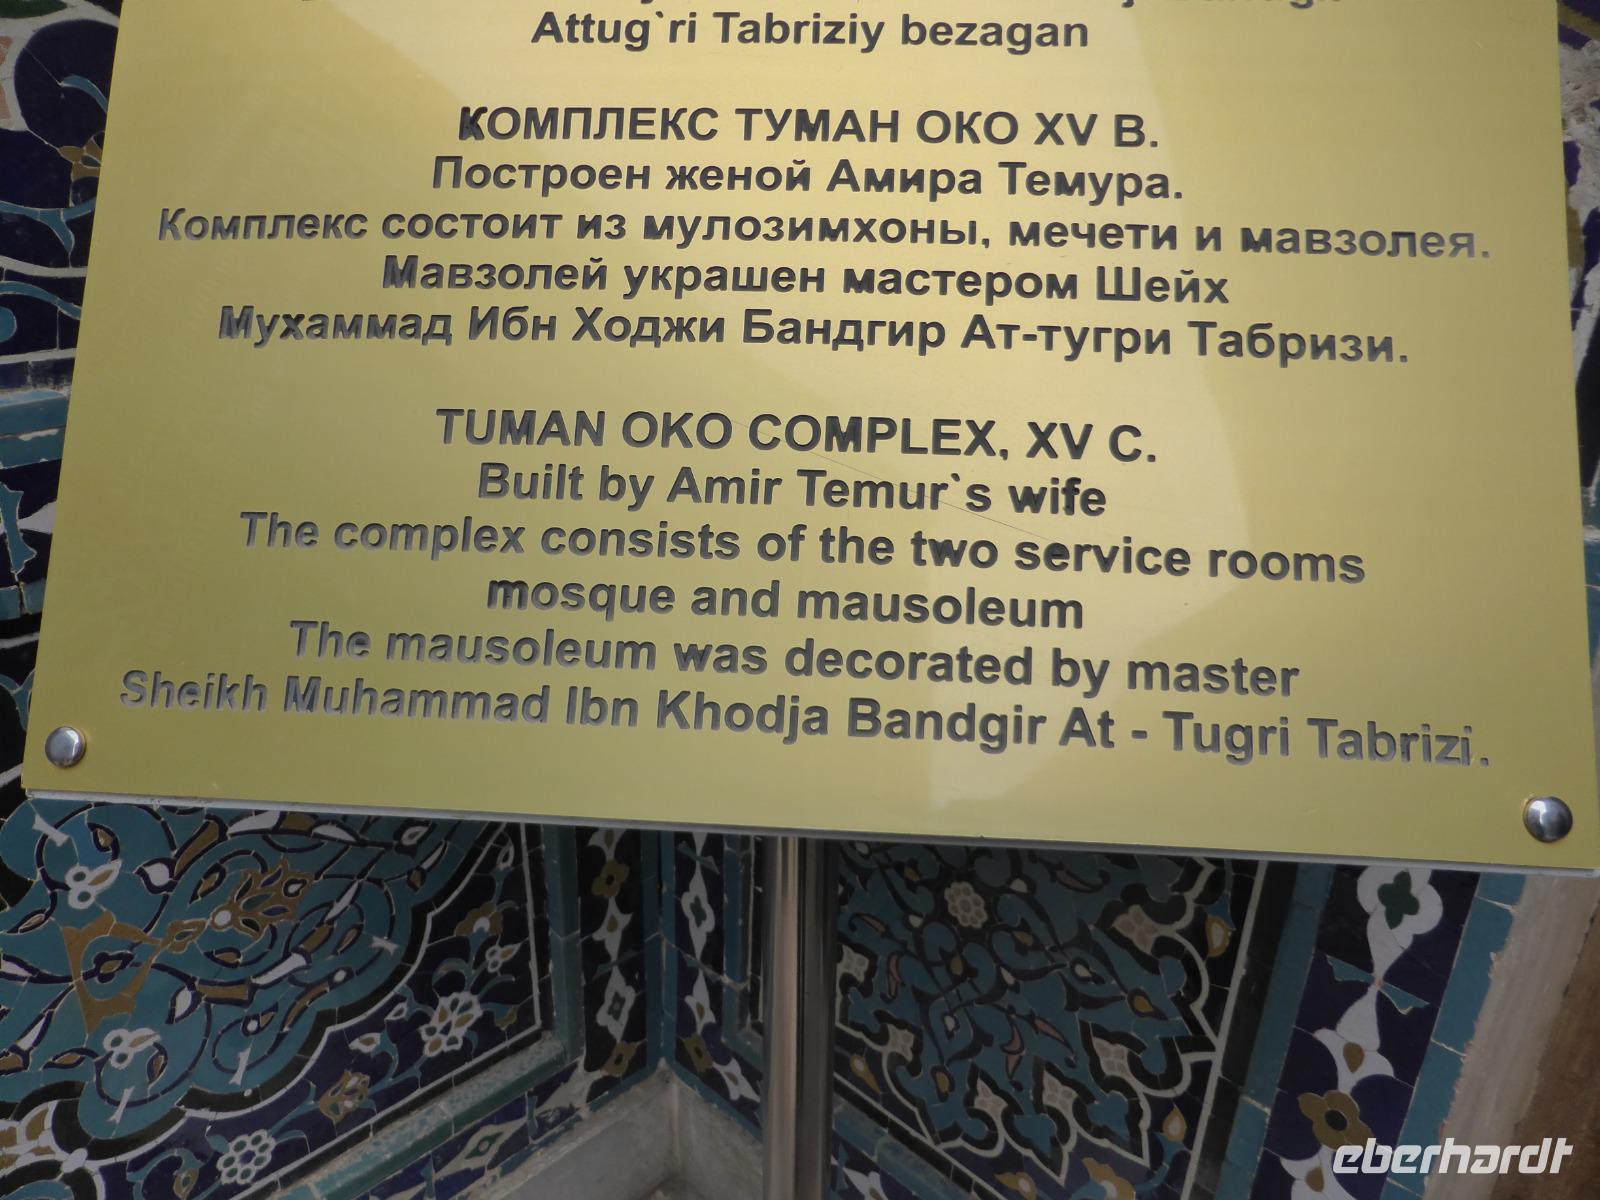 Attug`ri Tabriziy bezagan
КОМПЛЕКС ТУМАН ОКО XV В.
Построен женой Амира Темура.
Комплекс состоит из мулозимхоны, мечети и мавзолея.
Мавзолей украшен мастером Шейх
Мухаммад Ибн Ходжи Бандгир Ат-тугри Табризи.
TUMAN OKO COMPLEX, XV C.
Built by Amir Temur`s wife
The complex consists of the two service rooms
mosque and mausoleum
The mausoleum was decorated by master
Sheikh Muhammad Ibn Khodja Bandgir At - Tugri Tabrizi.
eberhardt